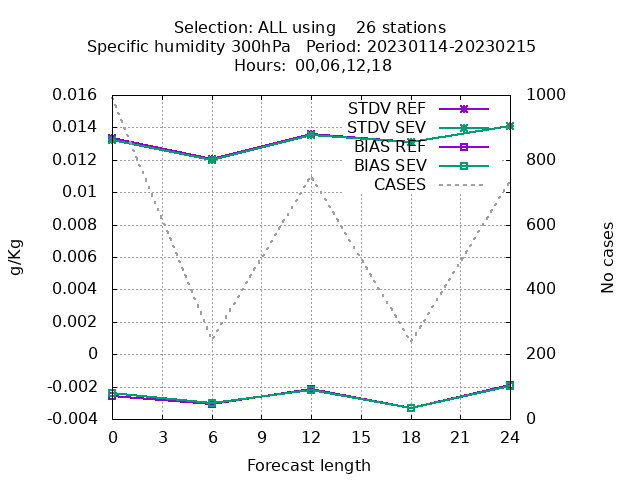 Selection: ALL using    26 stations
Specific humidity 300hPa   Period: 20230114-20230215
Hours: 00,06,12,18
0.016
0.014
0.012
0.01
0.008
0.006
0.004
0.002
0
-0.002
-0.004
g/Kg
STDV REF
STDV SEV
BIAS REF
BIAS SEV
CASES
1000
800
600
400
200
0
No cases
0 3 6 9 12 15 18 21 24
Forecast length